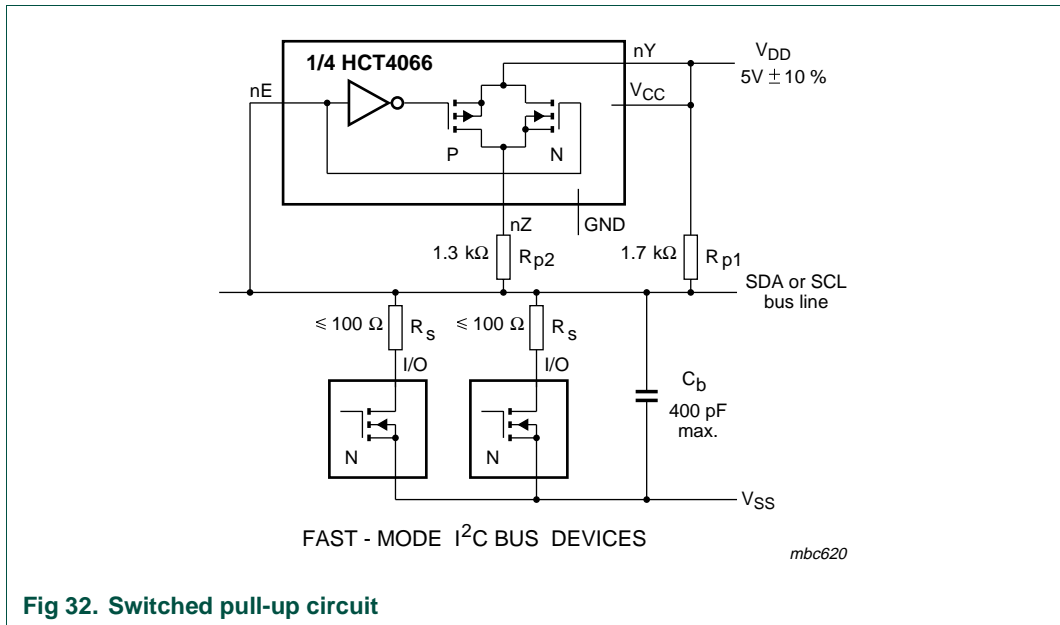 1/4 HCT4066
nY
V_DD
5V ± 10 %
nE
V_CC
P
N
nZ
GND
1.3 kΩ
R_p2
1.7 kΩ
R_p1
SDA or SCL
bus line
≤ 100 Ω
R_s
≤ 100 Ω
R_s
I/O
I/O
C_b
400 pF
max.
N
N
V_SS
FAST - MODE I²C BUS DEVICES
mbc620
Fig 32. Switched pull-up circuit